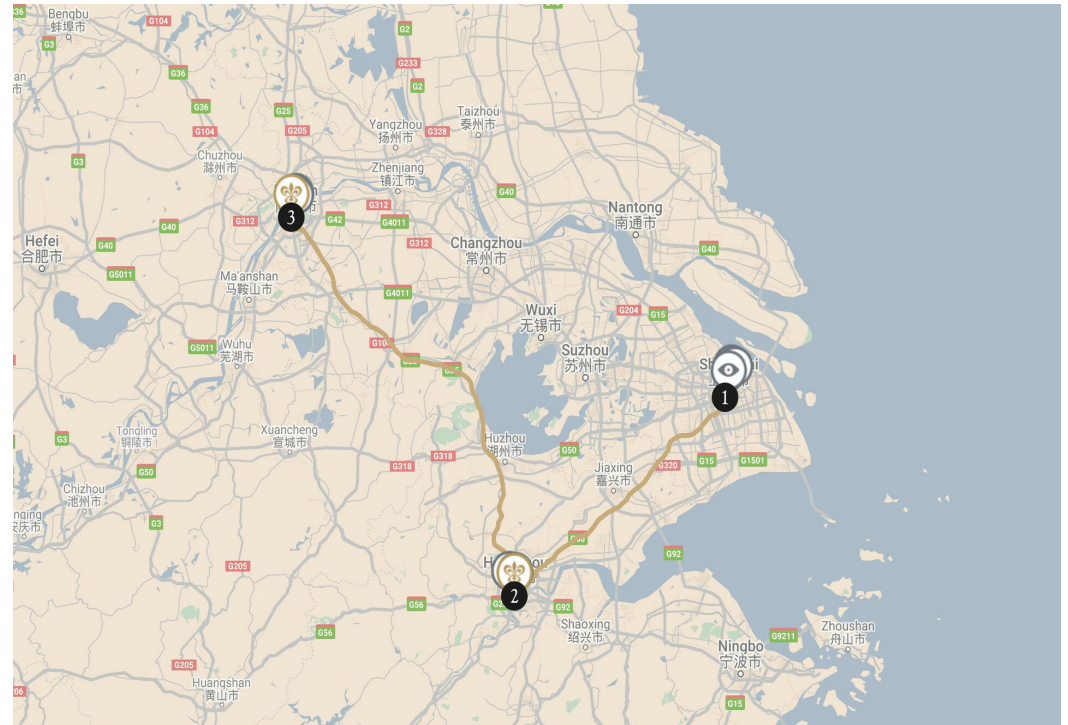 G36
Bengbu
蚌埠市
G104
G2
G3
G233
G36
G2
G36
G25
Taizhou
泰州市
Yangzhou
扬州市
G328
G104
G205
Chuzhou
滁州市
G3
Zhenjiang
镇江市
G40
G312
Nantong
南通市
3
G312
G42
G4011
G40
Hefei
合肥市
G40
G312
Changzhou
常州市
G40
G5011
Ma'anshan
马鞍山市
G4011
G204
G15
Wuxi
无锡市
Wuhu
芜湖市
G5011
Suzhou
苏州市
1
Tongling
铜陵市
Xuancheng
宣城市
G3
Huzhou
湖州市
G50
G318
G318
G320
G15
G1501
G50
Jiaxing
嘉兴市
Chizhou
池州市
安庆市
G3
G92
G205
2
G56
G92
Shaoxing
绍兴市
G56
Zhoushan
舟山市
G9211
Ningbo
宁波市
G205
Huangshan
黄山市
G15